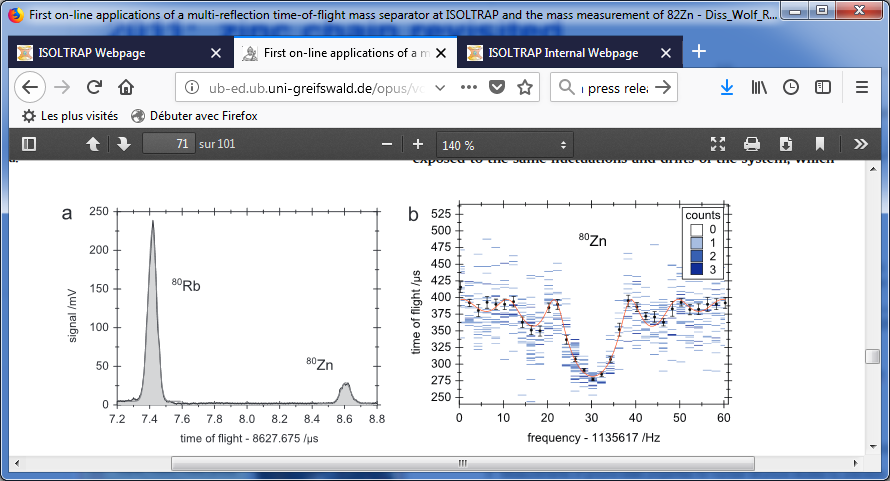 First on-line applications of a multi-reflection time-of-flight mass separator at ISOLTRAP and the mass measurement of 82Zn - Diss_Wolf_R...
ISOLTRAP Webpage
First on-line applications of a m
ISOLTRAP Internal Webpage
ub-ed.ub.uni-greifswald.de/opus/v
press rele
Les plus visités
Débuter avec Firefox
71
sur 101
140 %
exposed to the same fluctuations and drifts of the system, which
a
250
200
150
100
50
0
signal /mV
⁸⁰Rb
⁸⁰Zn
7.2 7.4 7.6 7.8 8.0 8.2 8.4 8.6 8.8
time of flight - 8627.675 /µs
b
525
500
475
450
425
400
375
350
325
300
275
250
time of flight /µs
⁸⁰Zn
counts
0
1
2
3
0 10 20 30 40 50 60
frequency - 1135617 /Hz